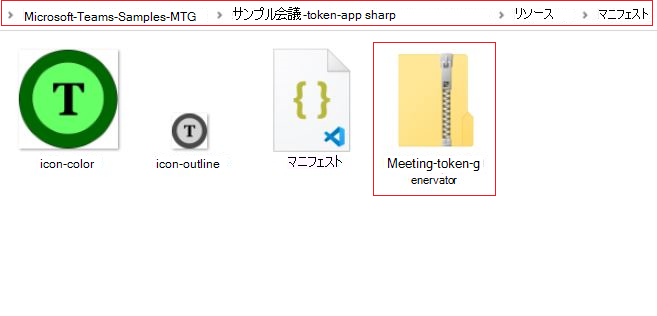 Microsoft-Teams-Samples-MTG サンプル会議-token-app sharp リソース マニフェスト
T
T
icon-color
icon-outline
マニフェスト
Meeting-token-g
enervator